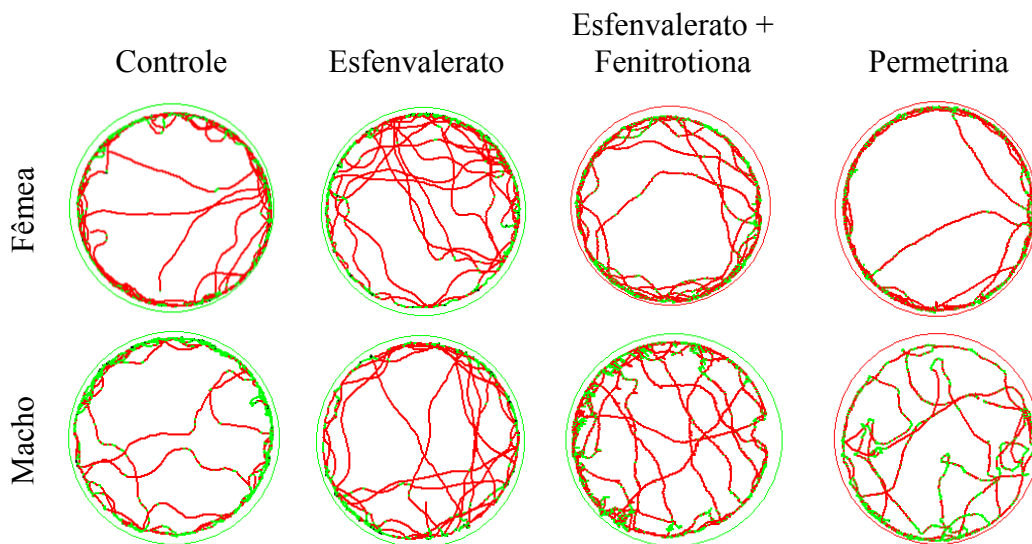 Controle
Esfenvalerato
Esfenvalerato +
Fenitrotiona
Permetrina
Fêmea
Macho